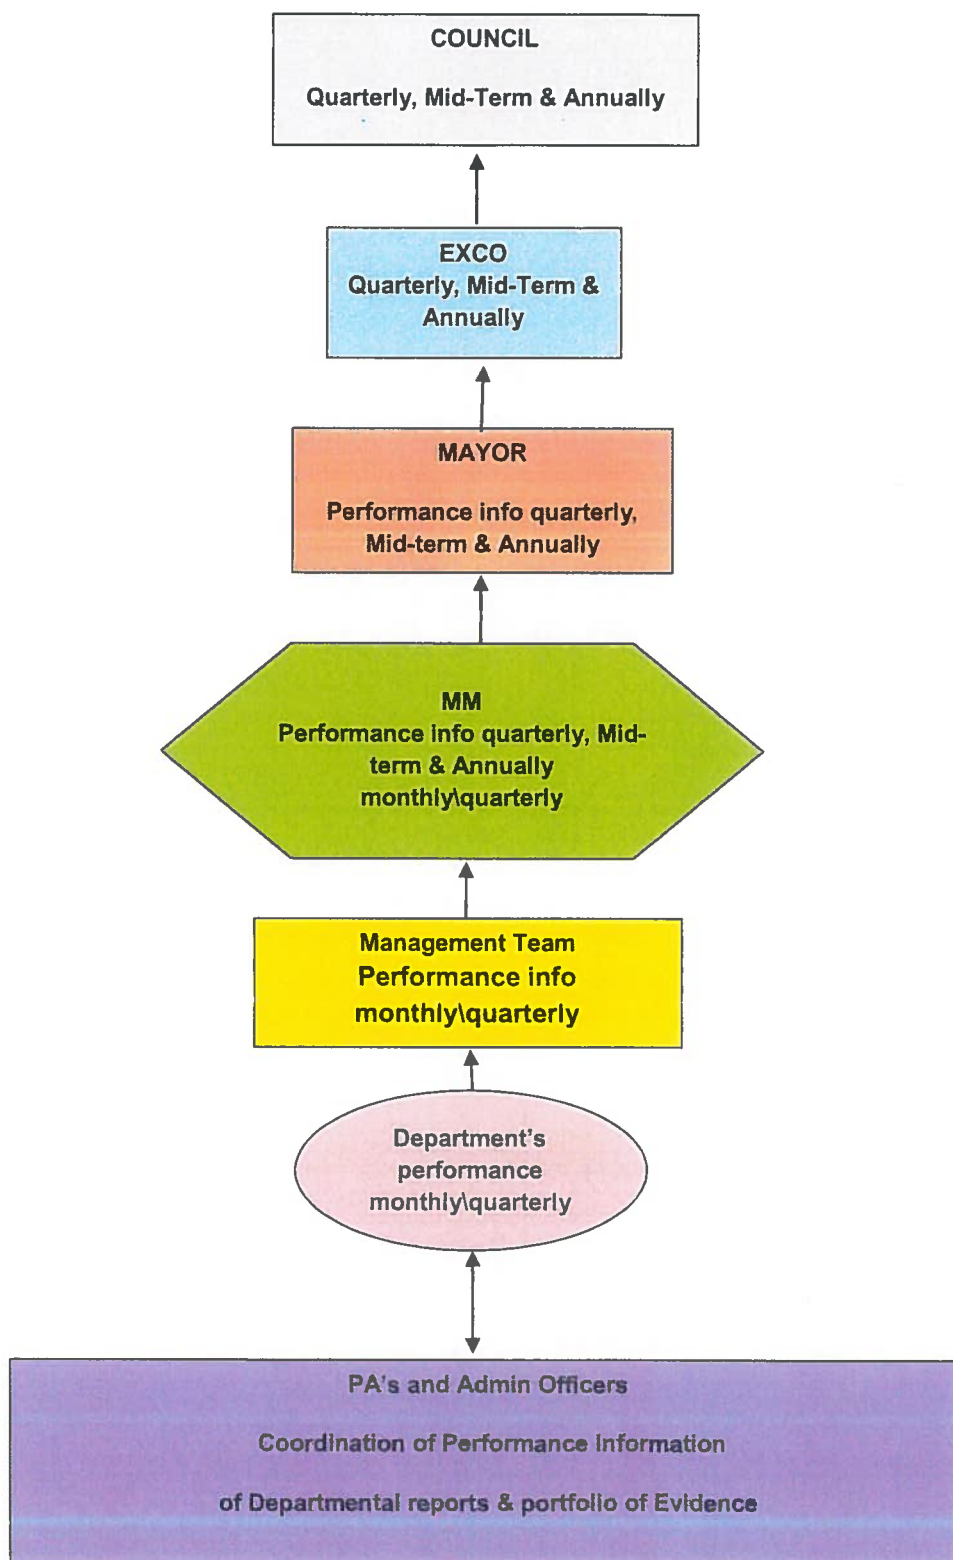 COUNCIL
Quarterly, Mid-Term & Annually
EXCO
Quarterly, Mid-Term &
Annually
MAYOR
Performance info quarterly,
Mid-term & Annually
MM
Performance info quarterly, Mid-
term & Annually
monthly\quarterly
Management Team
Performance info
monthly\quarterly
Department's
performance
monthly\quarterly
PA's and Admin Officers
Coordination of Performance Information
of Departmental reports & portfolio of Evidence